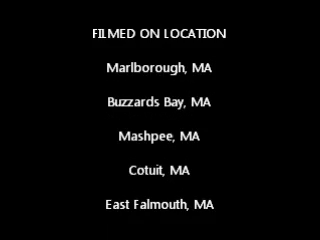 FILMED ON LOCATION
Marlborough, MA
Buzzards Bay, MA
Mashpee, MA
Cotuit, MA
East Falmouth, MA